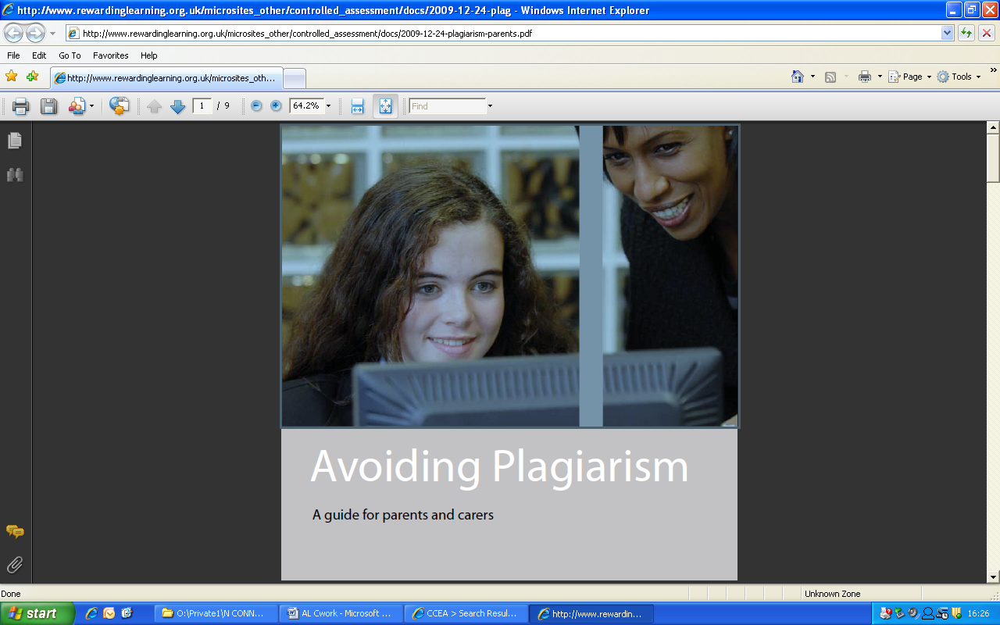 http://www.rewardinglearning.org.uk/microsites_other/controlled_assessment/docs/2009-12-24-plag - Windows Internet Explorer
http://www.rewardinglearning.org.uk/microsites_other/controlled_assessment/docs/2009-12-24-plagiarism-parents.pdf
File Edit Go To Favorites Help
http://www.rewardinglearning.org.uk/microsites_oth... Page Tools
1 / 9 64.2% Find
Avoiding Plagiarism
A guide for parents and carers
Done Unknown Zone
start O:\Private1\N CONN... AL Cwork - Microsoft ... CCEA > Search Resul... http://www.rewardin... 16:26